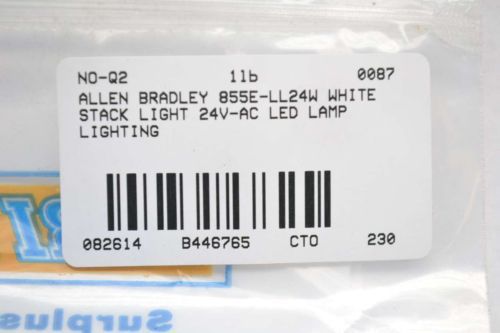 NO-Q2 1lb 0087
ALLEN BRADLEY 855E-LL24W WHITE
STACK LIGHT 24V-AC LED LAMP
LIGHTING
082614 B446765 CTO 230
Surplus